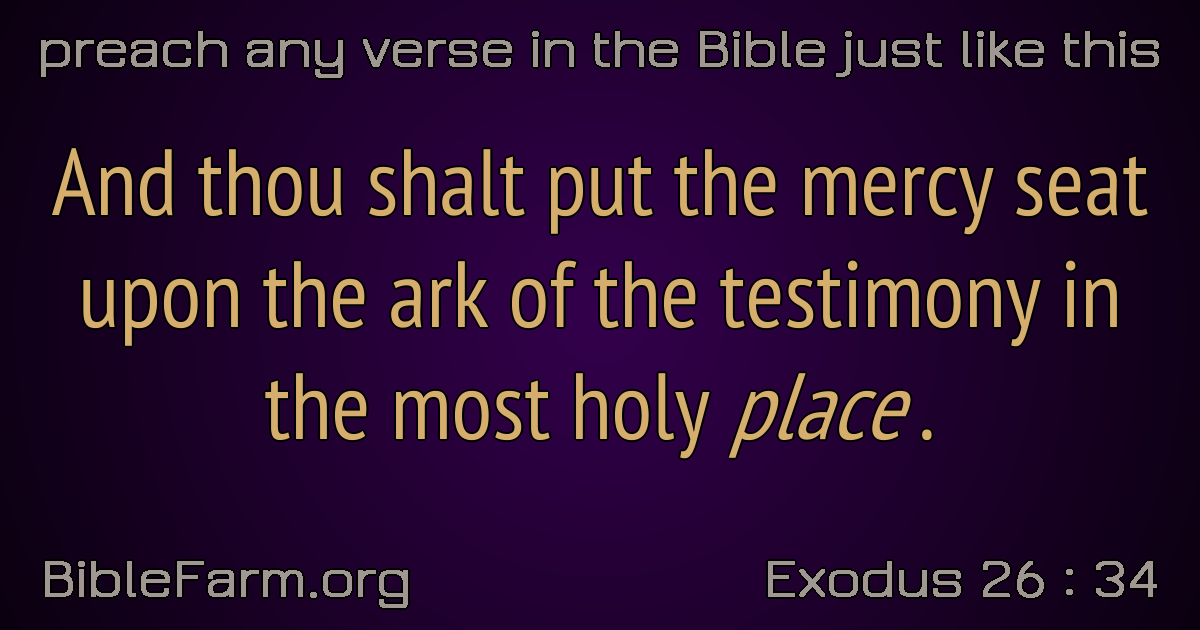 preach any verse in the Bible just like this
And thou shalt put the mercy seat
upon the ark of the testimony in
the most holy place .
BibleFarm.org
Exodus 26 : 34